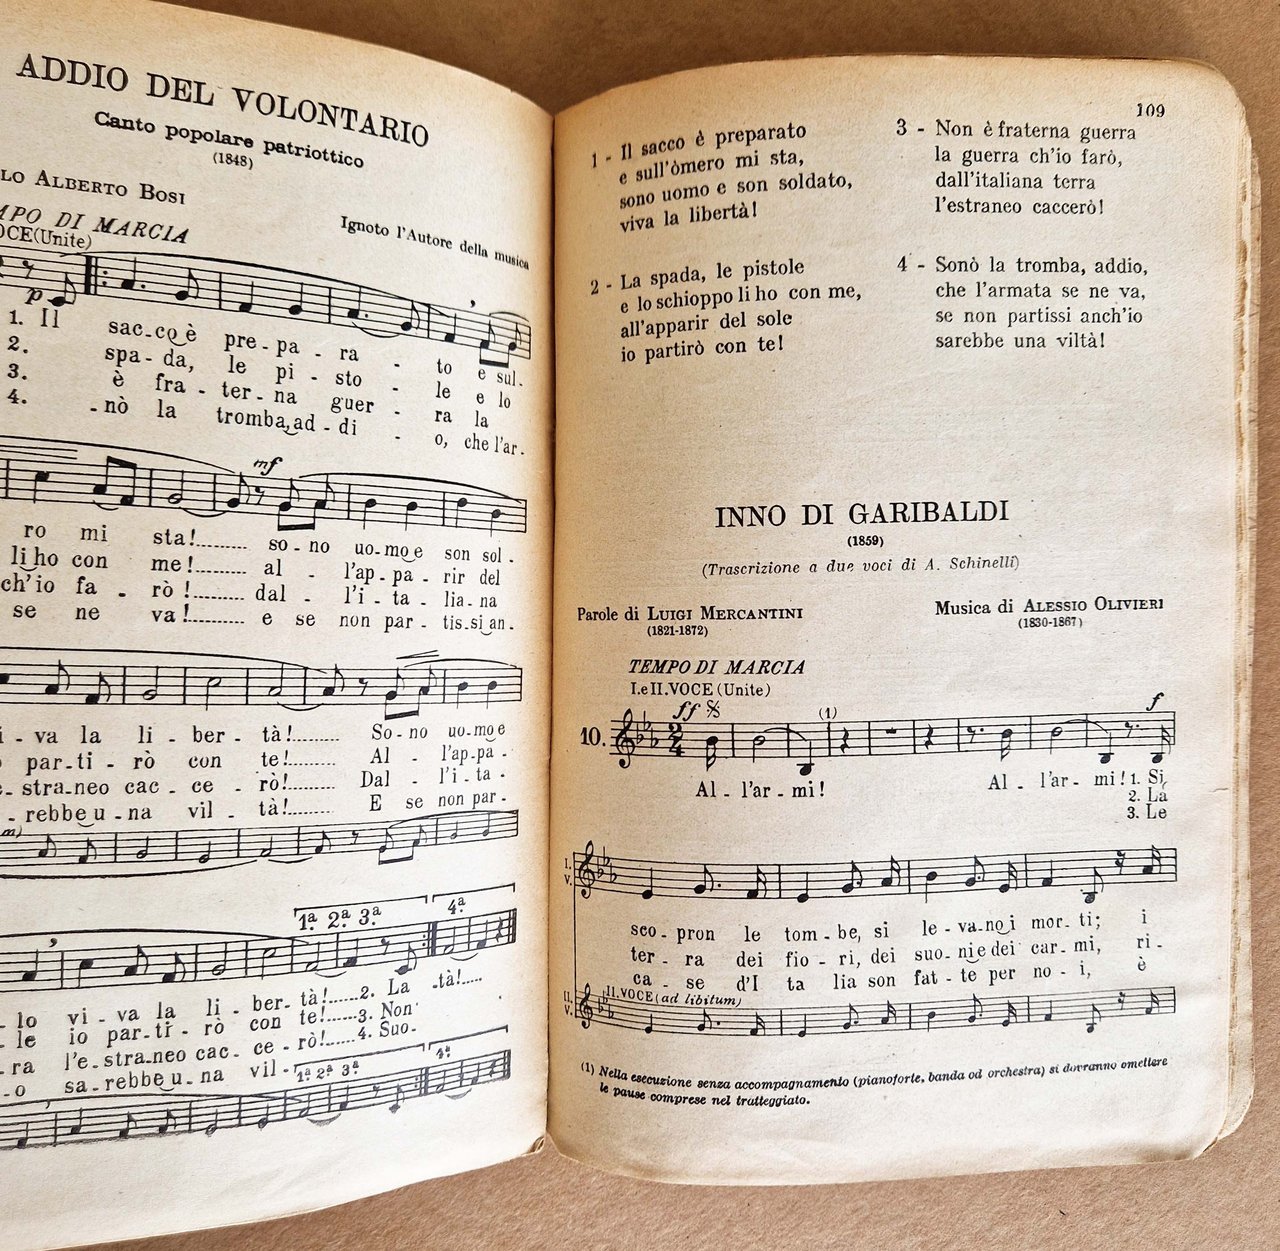 ADDIO DEL VOLONTARIO
Canto popolare patriottico
(1848)
LO ALBERTO BOSI
Ignoto l'Autore della musica
MPO DI MARCIA
OCE (Unite)
p
1. Il sac-co è pre-pa-ra-to e sul-
2. spa-da, le pi-sto-le e lo
3. è fra-ter-na guer-ra la
4. -nò la tromba, ad-di-o, che l'ar-
mf
ro mi sta!......... so-no uo-mo e son sol-
li ho con me!......... al-l'ap-pa-rir del
ch'io fa-rò!......... dal-l'i-ta-lia-na
se ne va!.......... e se non par-tis-si an-
i-va la li-ber-tà!......... So-no uo-mo e
par-ti-rò con te!......... Al-l'ap-pa-
e-stra-neo cac-ce-rò!...... Dal-l'i-ta-
-rebbe u-na vil-tà!......... E se non par-
1ª 2ª 3ª 4ª
-lo vi-va la li-ber-tà!......2. La -tà!.....
le io par-ti-rò con te!......3. Non
-ra l'e-straneo cac-ce-rò!......4. Suo-
-o sa-rebbe u-na vil-
1ª 2ª 3ª 4ª
109
1 - Il sacco è preparato
e sull'òmero mi sta,
sono uomo e son soldato,
viva la libertà!
2 - La spada, le pistole
e lo schioppo li ho con me,
all'apparir del sole
io partirò con te!
3 - Non è fraterna guerra
la guerra ch'io farò,
dall'italiana terra
l'estraneo caccerò!
4 - Sonò la tromba, addio,
che l'armata se ne va,
se non partissi anch'io
sarebbe una viltà!
INNO DI GARIBALDI
(1859)
(Trascrizione a due voci di A. Schinelli)
Parole di LUIGI MERCANTINI
(1821-1872)
Musica di ALESSIO OLIVIERI
(1830-1867)
TEMPO DI MARCIA
I. e II. VOCE (Unite)
ff (1) f
10. 2/4
Al-l'ar-mi! Al-l'ar-mi! 1. Si
2. La
3. Le
I. V.
sco-pron le tom-be, si le-va-no i mor-ti; i
ter-ra dei fio-ri, dei suo-ni e dei car-mi, ri-
ca-se d'I ta lia son fat-te per no-i, è
II. VOCE (ad libitum)
II. V.
(1) Nella esecuzione senza accompagnamento (pianoforte, banda od orchestra) si dovranno omettere
le pause comprese nel tratteggiato.